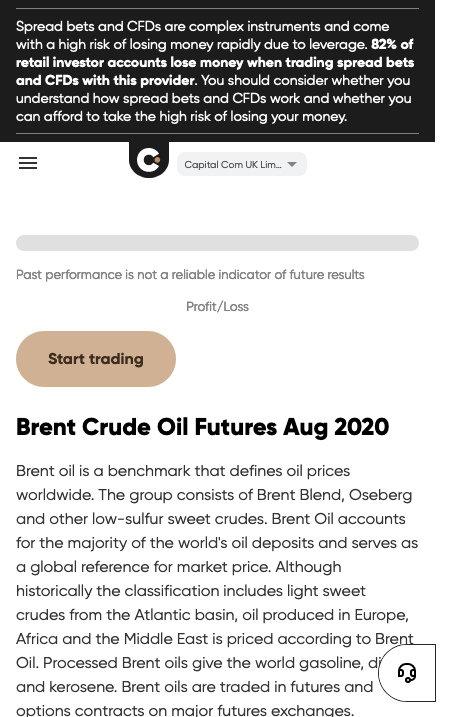 Spread bets and CFDs are complex instruments and come
with a high risk of losing money rapidly due to leverage. 82% of
retail investor accounts lose money when trading spread bets
and CFDs with this provider. You should consider whether you
understand how spread bets and CFDs work and whether you
can afford to take the high risk of losing your money.
Capital Com UK Lim...
Past performance is not a reliable indicator of future results
Profit/Loss
Start trading
Brent Crude Oil Futures Aug 2020
Brent oil is a benchmark that defines oil prices
worldwide. The group consists of Brent Blend, Oseberg
and other low-sulfur sweet crudes. Brent Oil accounts
for the majority of the world's oil deposits and serves as
a global reference for market price. Although
historically the classification includes light sweet
crudes from the Atlantic basin, oil produced in Europe,
Africa and the Middle East is priced according to Brent
Oil. Processed Brent oils give the world gasoline,
and kerosene. Brent oils are traded in futures and
options contracts on major futures exchanges.